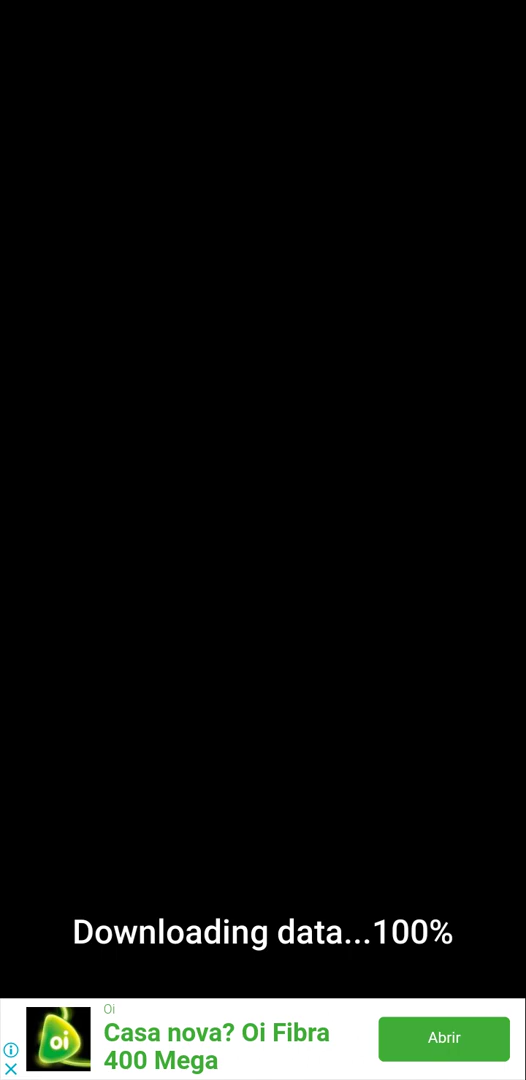 Downloading data...100%
Oi
oi
Casa nova? Oi Fibra
400 Mega
Abrir